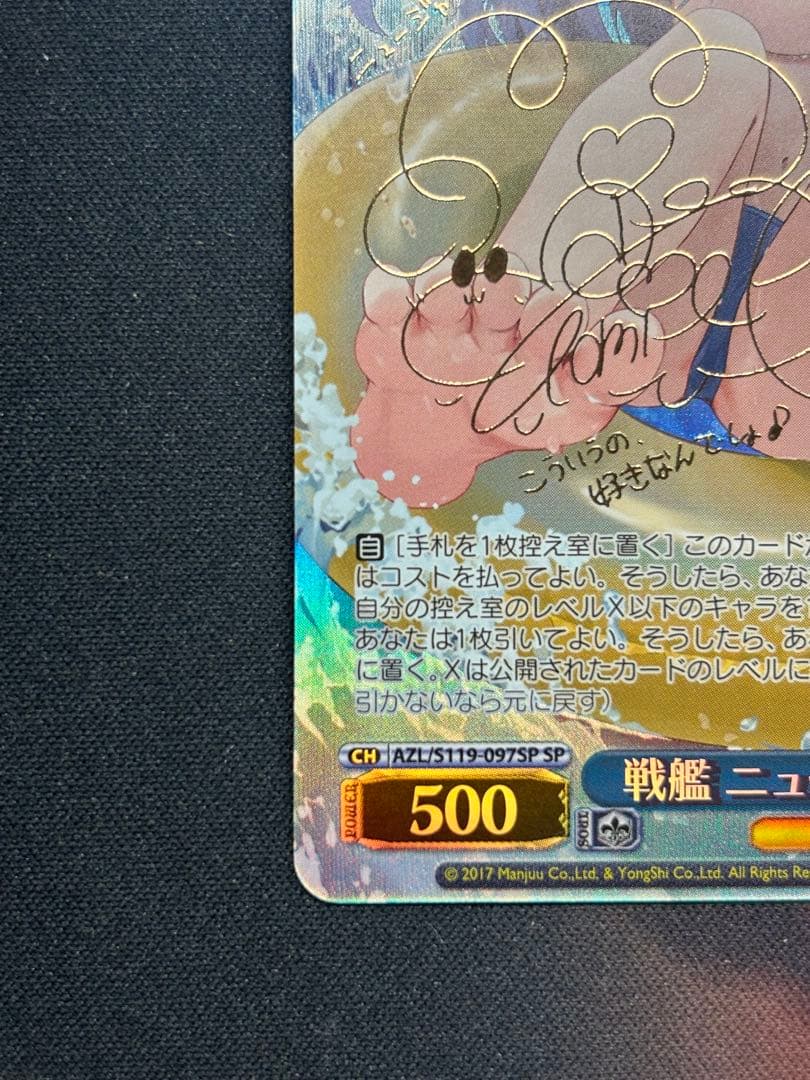 ニュージ
Tomi
こういうの、
好きなんでしょ♪
自 [手札を1枚控え室に置く] このカードが
はコストを払ってよい。そうしたら、あな
自分の控え室のレベルX以下のキャラを
あなたは1枚引いてよい。そうしたら、あ
に置く。Xは公開されたカードのレベルに
引かないなら元に戻す）
CH AZL/S119-097SP SP
戦艦 ニュ
POWER 500
SOUL
© 2017 Manjuu Co.,Ltd. & YongShi Co.,Ltd. All Rights Re